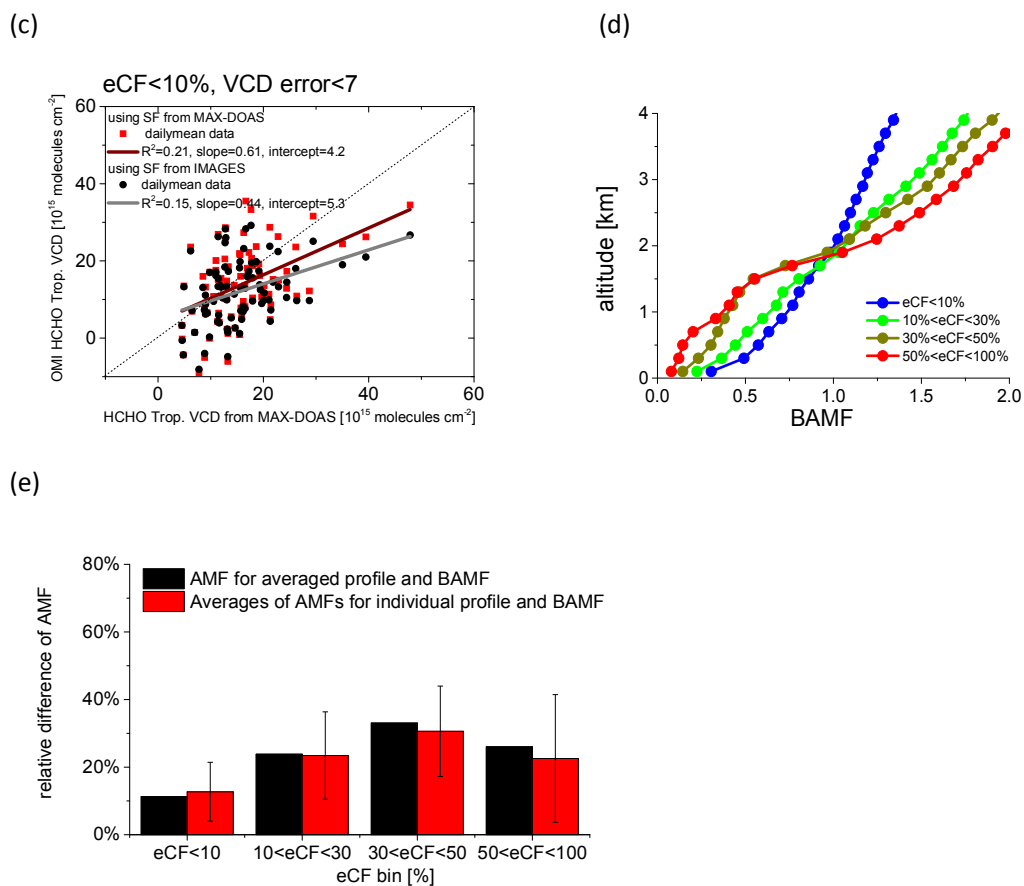 (c)
eCF<10%, VCD error<7
OMI HCHO Trop. VCD [10¹⁵ molecules cm⁻²]
60
40
20
0
using SF from MAX-DOAS
dailymean data
R²=0.21, slope=0.61, intercept=4.2
using SF from IMAGES
dailymean data
R²=0.15, slope=0.44, intercept=5.3
0 20 40 60
HCHO Trop. VCD from MAX-DOAS [10¹⁵ molecules cm⁻²]
(d)
altitude [km]
4
3
2
1
0
eCF<10%
10%<eCF<30%
30%<eCF<50%
50%<eCF<100%
0.0 0.5 1.0 1.5 2.0
BAMF
(e)
relative difference of AMF
80%
60%
40%
20%
0%
AMF for averaged profile and BAMF
Averages of AMFs for individual profile and BAMF
eCF<10 10<eCF<30 30<eCF<50 50<eCF<100
eCF bin [%]